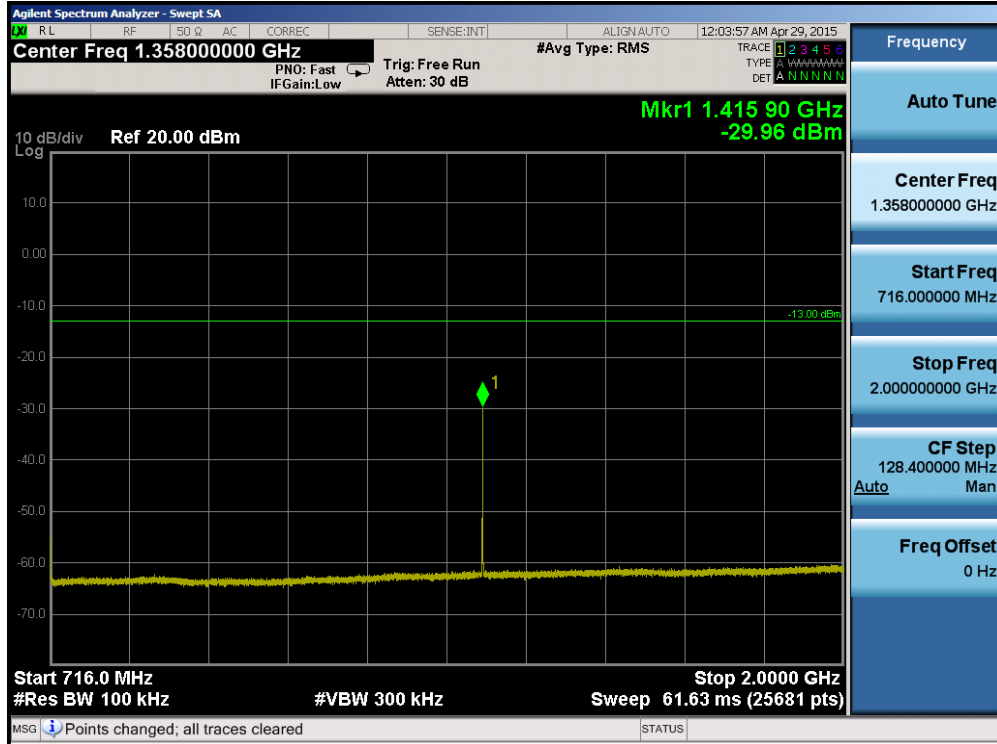 Agilent Spectrum Analyzer - Swept SA
LXI RL RF 50 Ω AC CORREC SENSE:INT ALIGN AUTO 12:03:57 AM Apr 29, 2015
Center Freq 1.358000000 GHz
PNO: Fast
IFGain:Low
Trig: Free Run
Atten: 30 dB
#Avg Type: RMS
TRACE 1 2 3 4 5 6
TYPE A WWWWW
DET A N N N N N
Mkr1 1.415 90 GHz
-29.96 dBm
10 dB/div Ref 20.00 dBm
Log
10.0
0.00
-10.0
-13.00 dBm
-20.0
1
-30.0
-40.0
-50.0
-60.0
-70.0
Start 716.0 MHz Stop 2.0000 GHz
#Res BW 100 kHz #VBW 300 kHz Sweep 61.63 ms (25681 pts)
MSG Points changed; all traces cleared STATUS
Frequency
Auto Tune
Center Freq
1.358000000 GHz
Start Freq
716.000000 MHz
Stop Freq
2.000000000 GHz
CF Step
128.400000 MHz
Auto Man
Freq Offset
0 Hz